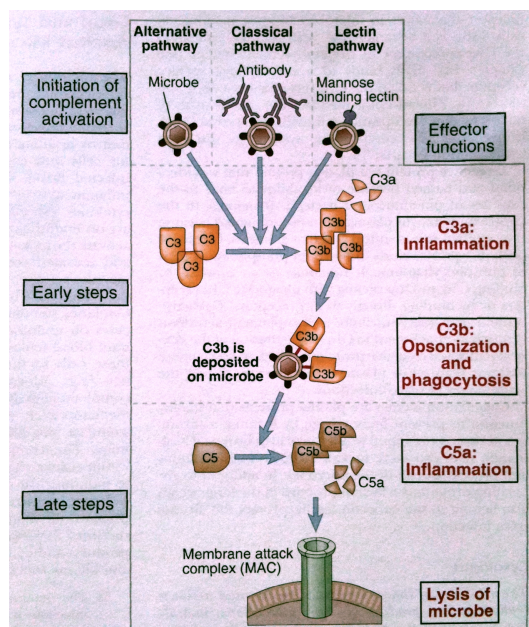 Alternative pathway
Classical pathway
Lectin pathway
Initiation of complement activation
Microbe
Antibody
Mannose binding lectin
Effector functions
C3a
C3
C3
C3
C3b
C3b
C3b
C3a: Inflammation
Early steps
C3b is deposited on microbe
C3b
C3b
C3b: Opsonization and phagocytosis
C5
C5b
C5b
C5a
C5a: Inflammation
Late steps
Membrane attack complex (MAC)
Lysis of microbe